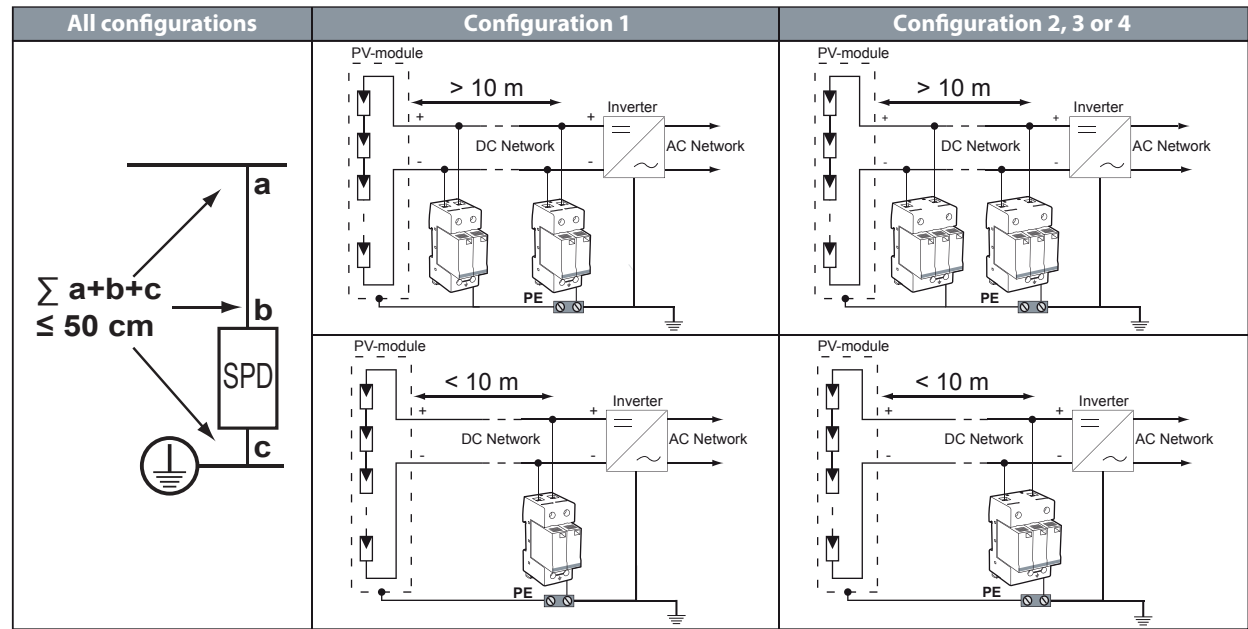 All configurations
Configuration 1
Configuration 2, 3 or 4
a
∑ a+b+c
≤ 50 cm
b
SPD
c
PV-module
> 10 m
Inverter
+ +
DC Network
AC Network
- -
PE
PV-module
> 10 m
Inverter
+ +
DC Network
AC Network
- -
PE
PV-module
< 10 m
Inverter
+ +
DC Network
AC Network
- -
PE
PV-module
< 10 m
Inverter
+ +
DC Network
AC Network
- -
PE